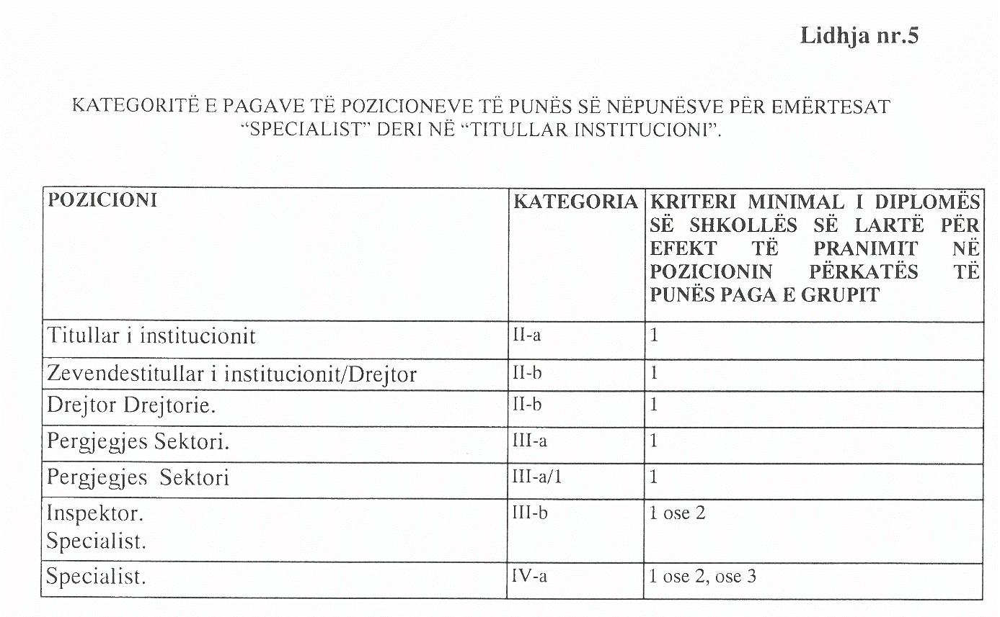 Lidhja nr.5
KATEGORITË E PAGAVE TË POZICIONEVE TË PUNËS SË NËPUNËSVE PËR EMËRTESAT
“SPECIALIST” DERI NË “TITULLAR INSTITUCIONI”.
POZICIONI KATEGORIA KRITERI MINIMAL I DIPLOMËS
SË SHKOLLËS SË LARTË PËR
EFEKT TË PRANIMIT NË
POZICIONIN PËRKATËS TË
PUNËS PAGA E GRUPIT
Titullar i institucionit II-a 1
Zevendestitullar i institucionit/Drejtor II-b 1
Drejtor Drejtorie. II-b 1
Pergjegjes Sektori. III-a 1
Pergjegjes Sektori III-a/1 1
Inspektor. III-b 1 ose 2
Specialist.
Specialist. IV-a 1 ose 2, ose 3